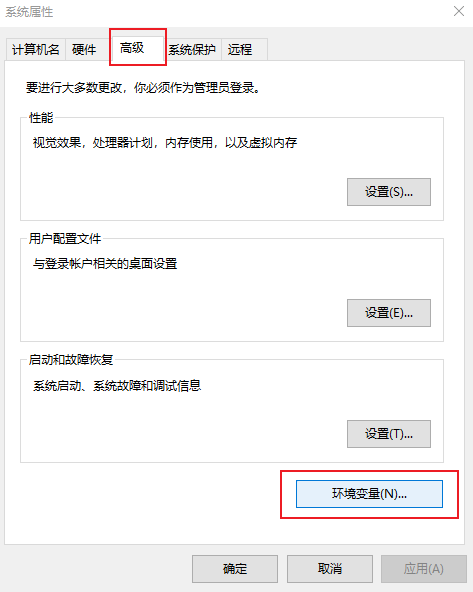 系统属性
计算机名 硬件 高级 系统保护 远程
要进行大多数更改，你必须作为管理员登录。
性能
视觉效果，处理器计划，内存使用，以及虚拟内存
设置(S)...
用户配置文件
与登录帐户相关的桌面设置
设置(E)...
启动和故障恢复
系统启动、系统故障和调试信息
设置(T)...
环境变量(N)...
确定 取消 应用(A)